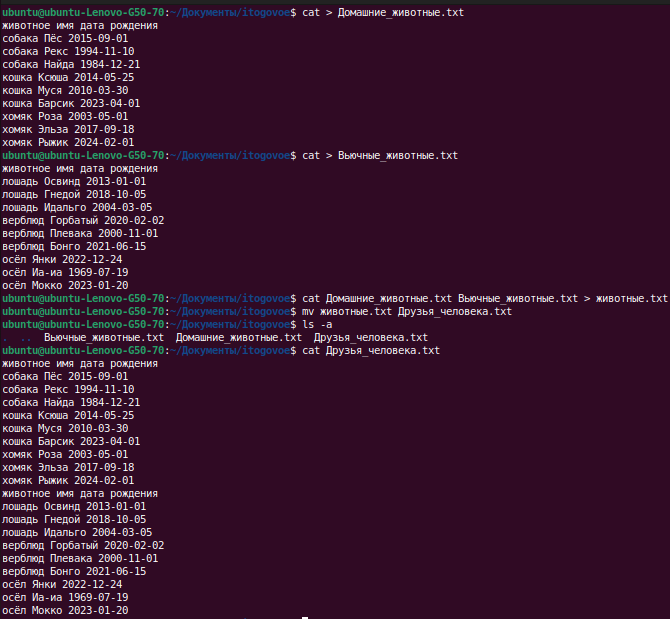 ubuntu@ubuntu-Lenovo-G50-70:~/Документы/itogovoe$ cat > Домашние_животные.txt
животное имя дата рождения
собака Пёс 2015-09-01
собака Рекс 1994-11-10
собака Найда 1984-12-21
кошка Ксюша 2014-05-25
кошка Муся 2010-03-30
кошка Барсик 2023-04-01
хомяк Роза 2003-05-01
хомяк Эльза 2017-09-18
хомяк Рыжик 2024-02-01
ubuntu@ubuntu-Lenovo-G50-70:~/Документы/itogovoe$ cat > Вьючные_животные.txt
животное имя дата рождения
лошадь Освинд 2013-01-01
лошадь Гнедой 2018-10-05
лошадь Идальго 2004-03-05
верблюд Горбатый 2020-02-02
верблюд Плевака 2000-11-01
верблюд Бонго 2021-06-15
осёл Янки 2022-12-24
осёл Иа-иа 1969-07-19
осёл Мокко 2023-01-20
ubuntu@ubuntu-Lenovo-G50-70:~/Документы/itogovoe$ cat Домашние_животные.txt Вьючные_животные.txt > животные.txt
ubuntu@ubuntu-Lenovo-G50-70:~/Документы/itogovoe$ mv животные.txt Друзья_человека.txt
ubuntu@ubuntu-Lenovo-G50-70:~/Документы/itogovoe$ ls -a
.  ..  Вьючные_животные.txt  Домашние_животные.txt  Друзья_человека.txt
ubuntu@ubuntu-Lenovo-G50-70:~/Документы/itogovoe$ cat Друзья_человека.txt
животное имя дата рождения
собака Пёс 2015-09-01
собака Рекс 1994-11-10
собака Найда 1984-12-21
кошка Ксюша 2014-05-25
кошка Муся 2010-03-30
кошка Барсик 2023-04-01
хомяк Роза 2003-05-01
хомяк Эльза 2017-09-18
хомяк Рыжик 2024-02-01
животное имя дата рождения
лошадь Освинд 2013-01-01
лошадь Гнедой 2018-10-05
лошадь Идальго 2004-03-05
верблюд Горбатый 2020-02-02
верблюд Плевака 2000-11-01
верблюд Бонго 2021-06-15
осёл Янки 2022-12-24
осёл Иа-иа 1969-07-19
осёл Мокко 2023-01-20